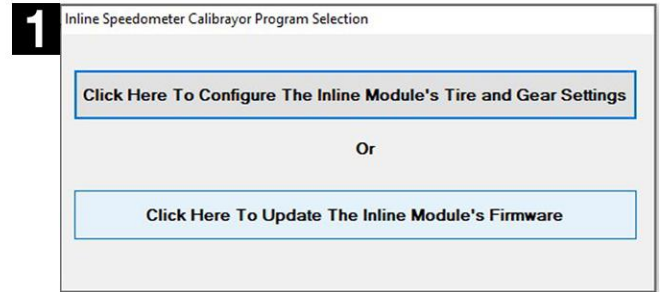 1
Inline Speedometer Calibrayor Program Selection
Click Here To Configure The Inline Module's Tire and Gear Settings
Or
Click Here To Update The Inline Module's Firmware